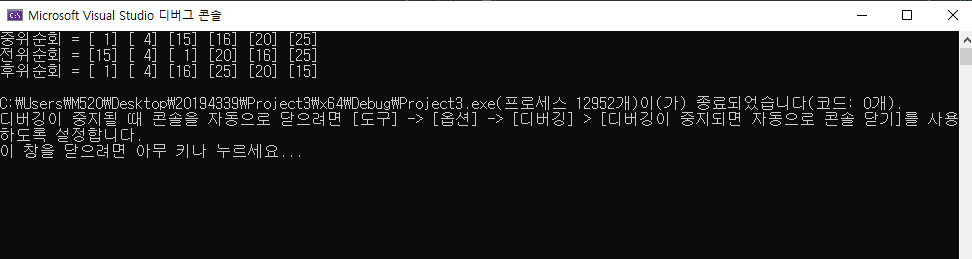 Microsoft Visual Studio 디버그 콘솔
중위순회 = [ 1] [ 4] [15] [16] [20] [25]
전위순회 = [15] [ 4] [ 1] [20] [16] [25]
후위순회 = [ 1] [ 4] [16] [25] [20] [15]
C:₩Users₩M520₩Desktop₩20194339₩Project3₩x64₩Debug₩Project3.exe(프로세스 12952개)이(가) 종료되었습니다(코드: 0개).
디버깅이 중지될 때 콘솔을 자동으로 닫으려면 [도구] -> [옵션] -> [디버깅] > [디버깅이 중지되면 자동으로 콘솔 닫기]를 사용
하도록 설정합니다.
이 창을 닫으려면 아무 키나 누르세요...